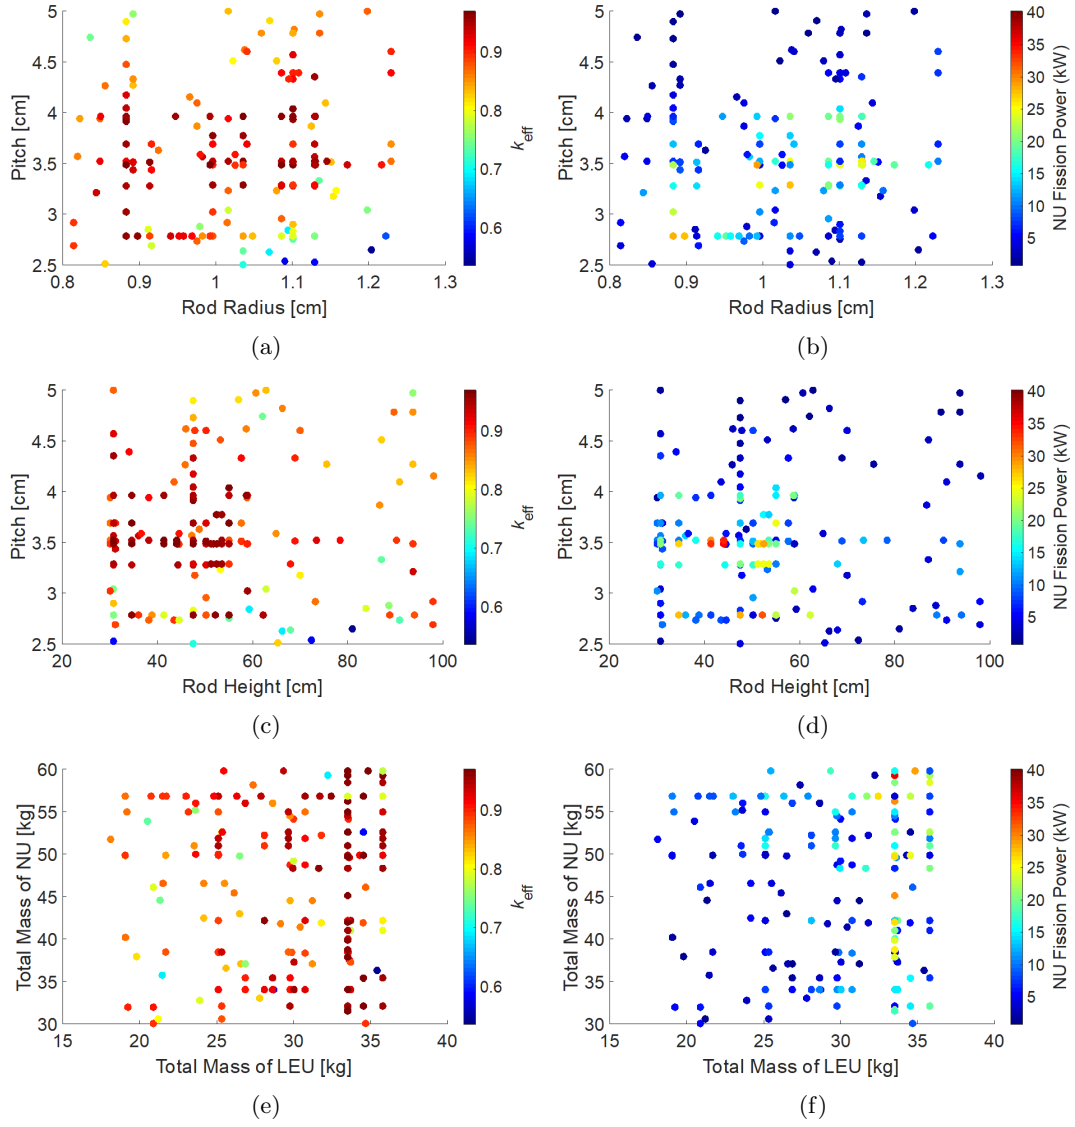 5
4.5
4
3.5
3
2.5
Pitch [cm]
0.8 0.9 1 1.1 1.2 1.3
Rod Radius [cm]
0.9
0.8
0.7
0.6
keff
(a)
5
4.5
4
3.5
3
2.5
Pitch [cm]
0.8 0.9 1 1.1 1.2 1.3
Rod Radius [cm]
40
35
30
25
20
15
10
5
NU Fission Power (kW)
(b)
5
4.5
4
3.5
3
2.5
Pitch [cm]
20 40 60 80 100
Rod Height [cm]
0.9
0.8
0.7
0.6
keff
(c)
5
4.5
4
3.5
3
2.5
Pitch [cm]
20 40 60 80 100
Rod Height [cm]
40
35
30
25
20
15
10
5
NU Fission Power (kW)
(d)
60
55
50
45
40
35
30
Total Mass of NU [kg]
15 20 25 30 35 40
Total Mass of LEU [kg]
0.9
0.8
0.7
0.6
keff
(e)
60
55
50
45
40
35
30
Total Mass of NU [kg]
15 20 25 30 35 40
Total Mass of LEU [kg]
40
35
30
25
20
15
10
5
NU Fission Power (kW)
(f)